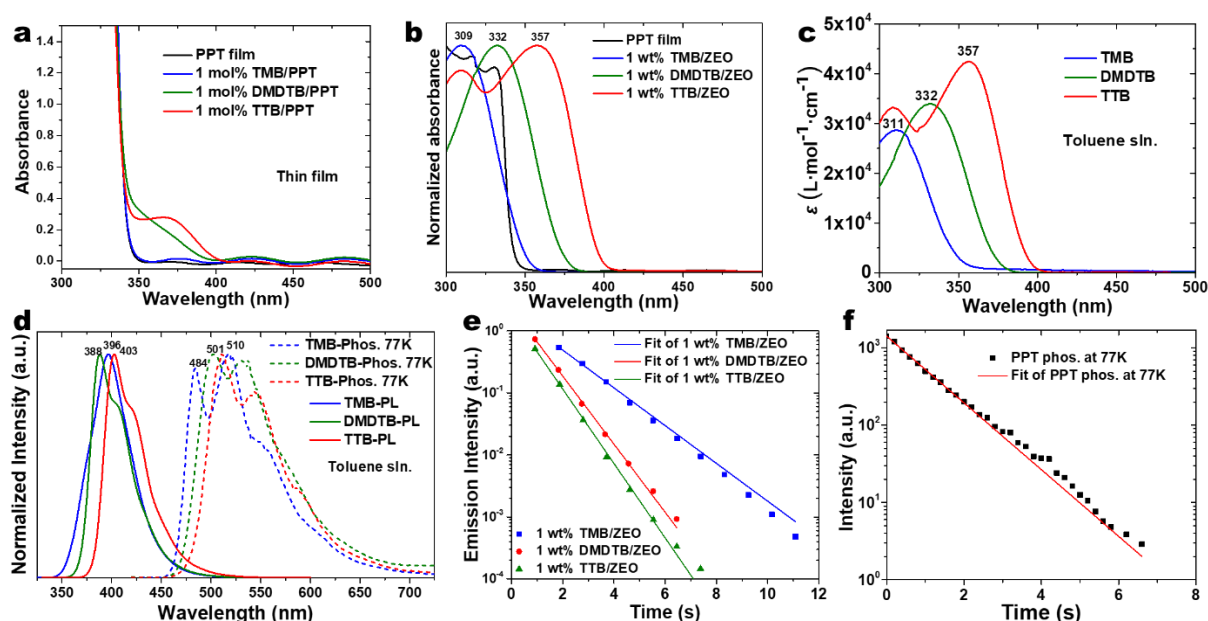 a
Absorbance
1.4
1.2
1.0
0.8
0.6
0.4
0.2
0.0
PPT film
1 mol% TMB/PPT
1 mol% DMDTB/PPT
1 mol% TTB/PPT
Thin film
350 400 450 500
Wavelength (nm)
b
Normalized absorbance
309 332 357
PPT film
1 wt% TMB/ZEO
1 wt% DMDTB/ZEO
1 wt% TTB/ZEO
300 350 400 450 500
Wavelength (nm)
c
ε (L·mol⁻¹·cm⁻¹)
5x10⁴
4x10⁴
3x10⁴
2x10⁴
1x10⁴
0
357
332
311
TMB
DMDTB
TTB
Toluene sln.
300 350 400 450 500
Wavelength (nm)
d
Normalized Intensity (a.u.)
388 396 403
484 501 510
TMB-Phos. 77K
DMDTB-Phos. 77K
TTB-Phos. 77K
TMB-PL
DMDTB-PL
TTB-PL
Toluene sln.
350 400 450 500 550 600 650 700
Wavelength (nm)
e
Emission Intensity (a.u.)
10⁰
10⁻¹
10⁻²
10⁻³
10⁻⁴
Fit of 1 wt% TMB/ZEO
Fit of 1 wt% DMDTB/ZEO
Fit of 1 wt% TTB/ZEO
1 wt% TMB/ZEO
1 wt% DMDTB/ZEO
1 wt% TTB/ZEO
0 2 4 6 8 10 12
Time (s)
f
Intensity (a.u.)
10³
10²
10¹
10⁰
PPT phos. at 77K
Fit of PPT phos. at 77K
0 2 4 6 8
Time (s)